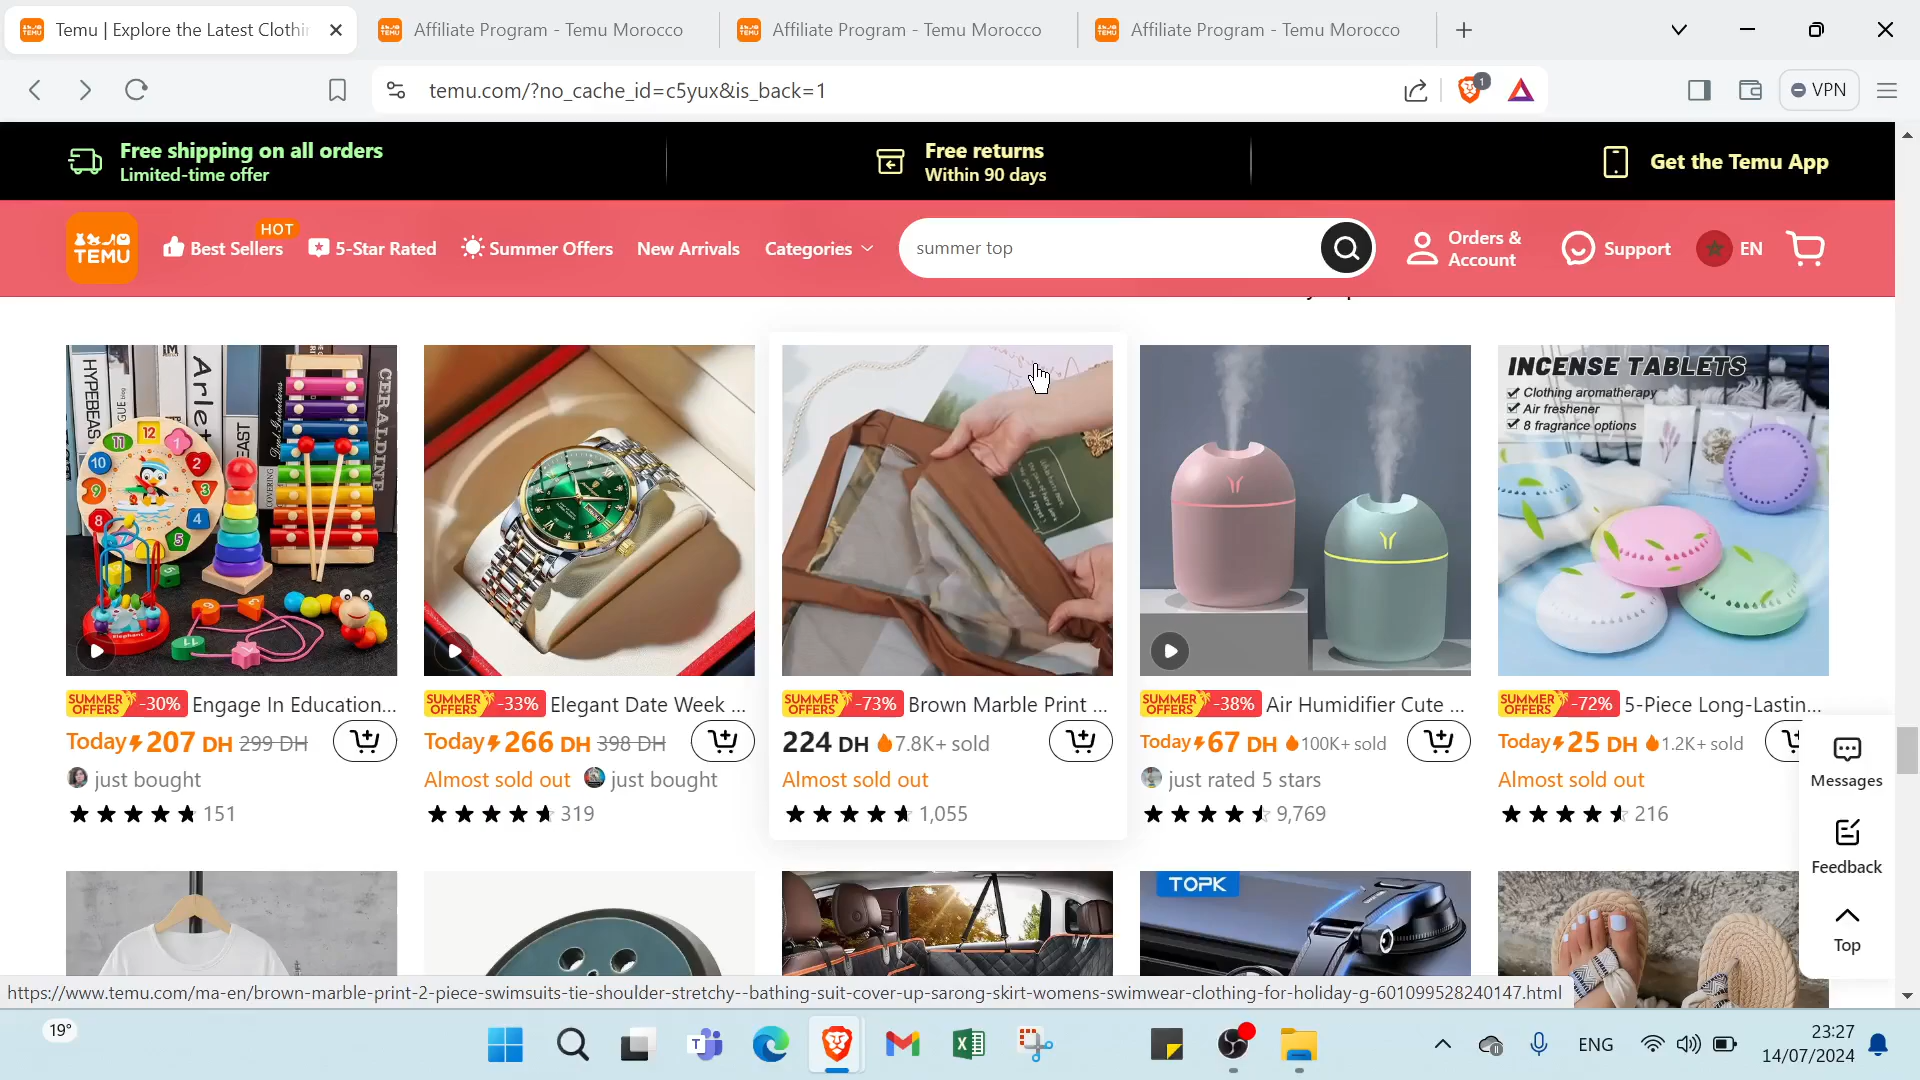 Temu | Explore the Latest Clothin
Affiliate Program - Temu Morocco
Affiliate Program - Temu Morocco
Affiliate Program - Temu Morocco
temu.com/?no_cache_id=c5yux&is_back=1
1
VPN
Free shipping on all orders
Limited-time offer
Free returns
Within 90 days
Get the Temu App
TEMU
HOT
Best Sellers
5-Star Rated
Summer Offers
New Arrivals
Categories
summer top
Orders &
Account
Support
EN
HYPEBEAS
Arlet
CERALDINE
INCENSE TABLETS
Clothing aromatherapy
Air freshener
8 fragrance options
SUMMER OFFERS -30% Engage In Education...
Today 207 DH 299 DH
just bought
151
SUMMER OFFERS -33% Elegant Date Week ...
Today 266 DH 398 DH
Almost sold out just bought
319
SUMMER OFFERS -73% Brown Marble Print ...
224 DH 7.8K+ sold
Almost sold out
1,055
SUMMER OFFERS -38% Air Humidifier Cute ...
Today 67 DH 100K+ sold
just rated 5 stars
9,769
SUMMER OFFERS -72% 5-Piece Long-Lastin...
Today 25 DH 1.2K+ sold
Almost sold out
216
Messages
Feedback
Top
TOPK
https://www.temu.com/ma-en/brown-marble-print-2-piece-swimsuits-tie-shoulder-stretchy--bathing-suit-cover-up-sarong-skirt-womens-swimwear-clothing-for-holiday-g-601099528240147.html
19°
ENG
23:27
14/07/2024